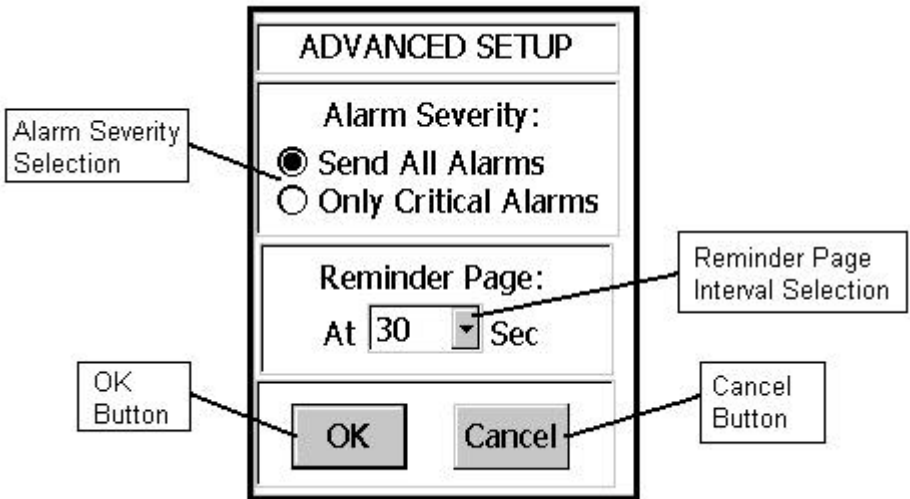 ADVANCED SETUP
Alarm Severity:
Send All Alarms
Only Critical Alarms
Reminder Page:
At 30 Sec
OK
Cancel
Alarm Severity
Selection
Reminder Page
Interval Selection
OK
Button
Cancel
Button